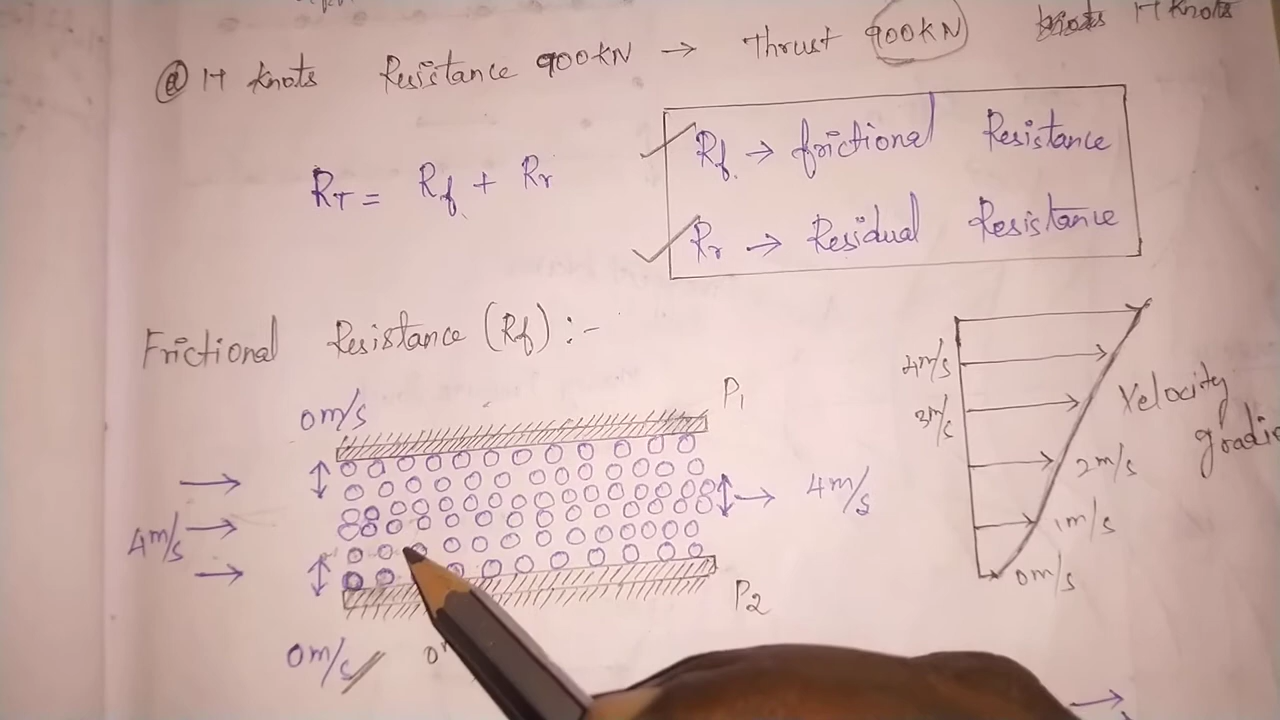 @ 14 knots Resistance 900KN → Thrust 900KN 14 knots
RT = Rf + Rr
Rf → frictional Resistance
Rr → Residual Resistance
Frictional Resistance (Rf) :-
0m/s
P1
4m/s
4m/s
P2
0m/s
4m/s
3m/s
2m/s
1m/s
0m/s
Velocity